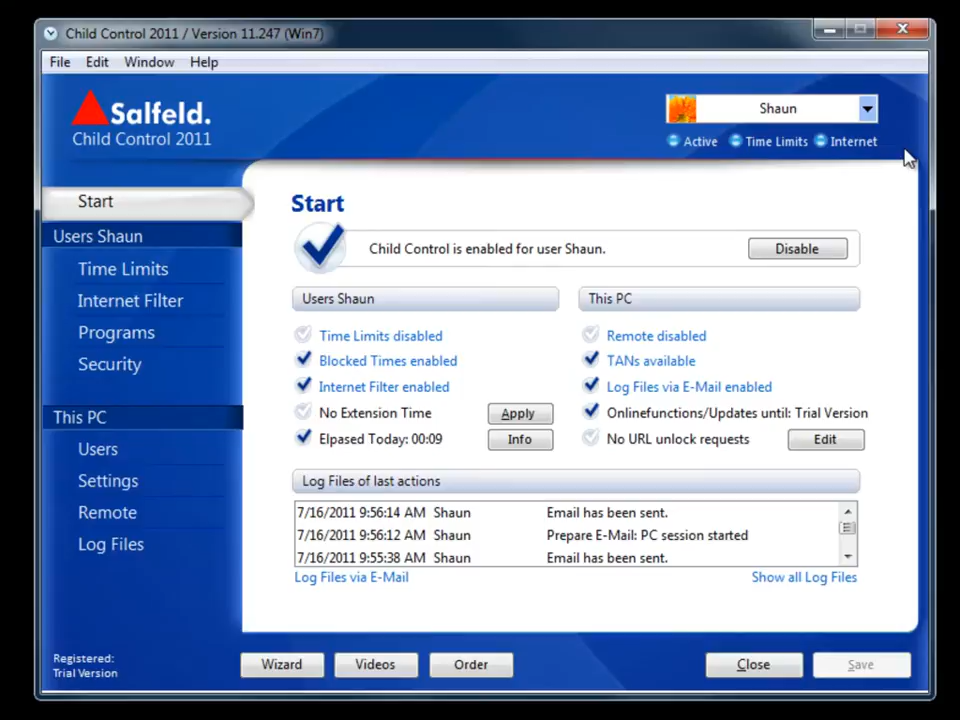 Child Control 2011 / Version 11.247 (Win7)
File Edit Window Help
Salfeld.
Child Control 2011
Shaun
Active Time Limits Internet
Start
Users Shaun
Time Limits
Internet Filter
Programs
Security
This PC
Users
Settings
Remote
Log Files
Start
Child Control is enabled for user Shaun. Disable
Users Shaun
Time Limits disabled
Blocked Times enabled
Internet Filter enabled
No Extension Time Apply
Elpased Today: 00:09 Info
This PC
Remote disabled
TANs available
Log Files via E-Mail enabled
Onlinefunctions/Updates until: Trial Version
No URL unlock requests Edit
Log Files of last actions
7/16/2011 9:56:14 AM Shaun Email has been sent.
7/16/2011 9:56:12 AM Shaun Prepare E-Mail: PC session started
7/16/2011 9:55:38 AM Shaun Email has been sent.
Log Files via E-Mail Show all Log Files
Registered:
Trial Version
Wizard Videos Order Close Save